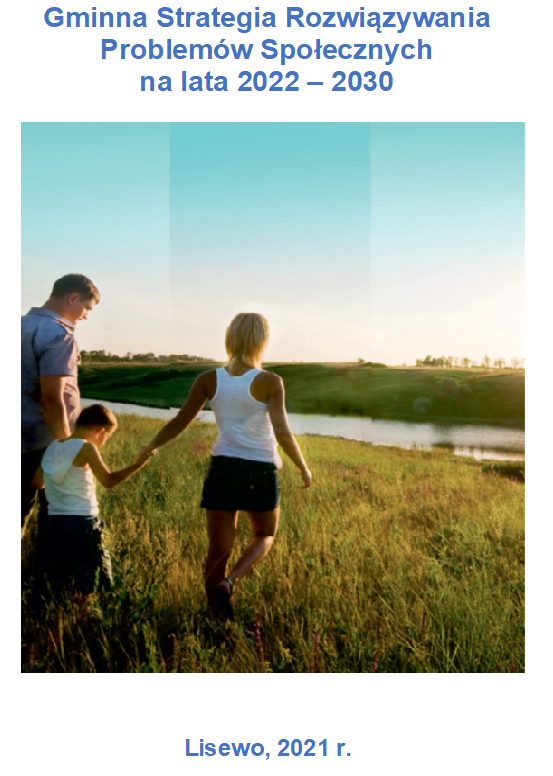 Gminna Strategia Rozwiązywania
Problemów Społecznych
na lata 2022 – 2030
Lisewo, 2021 r.